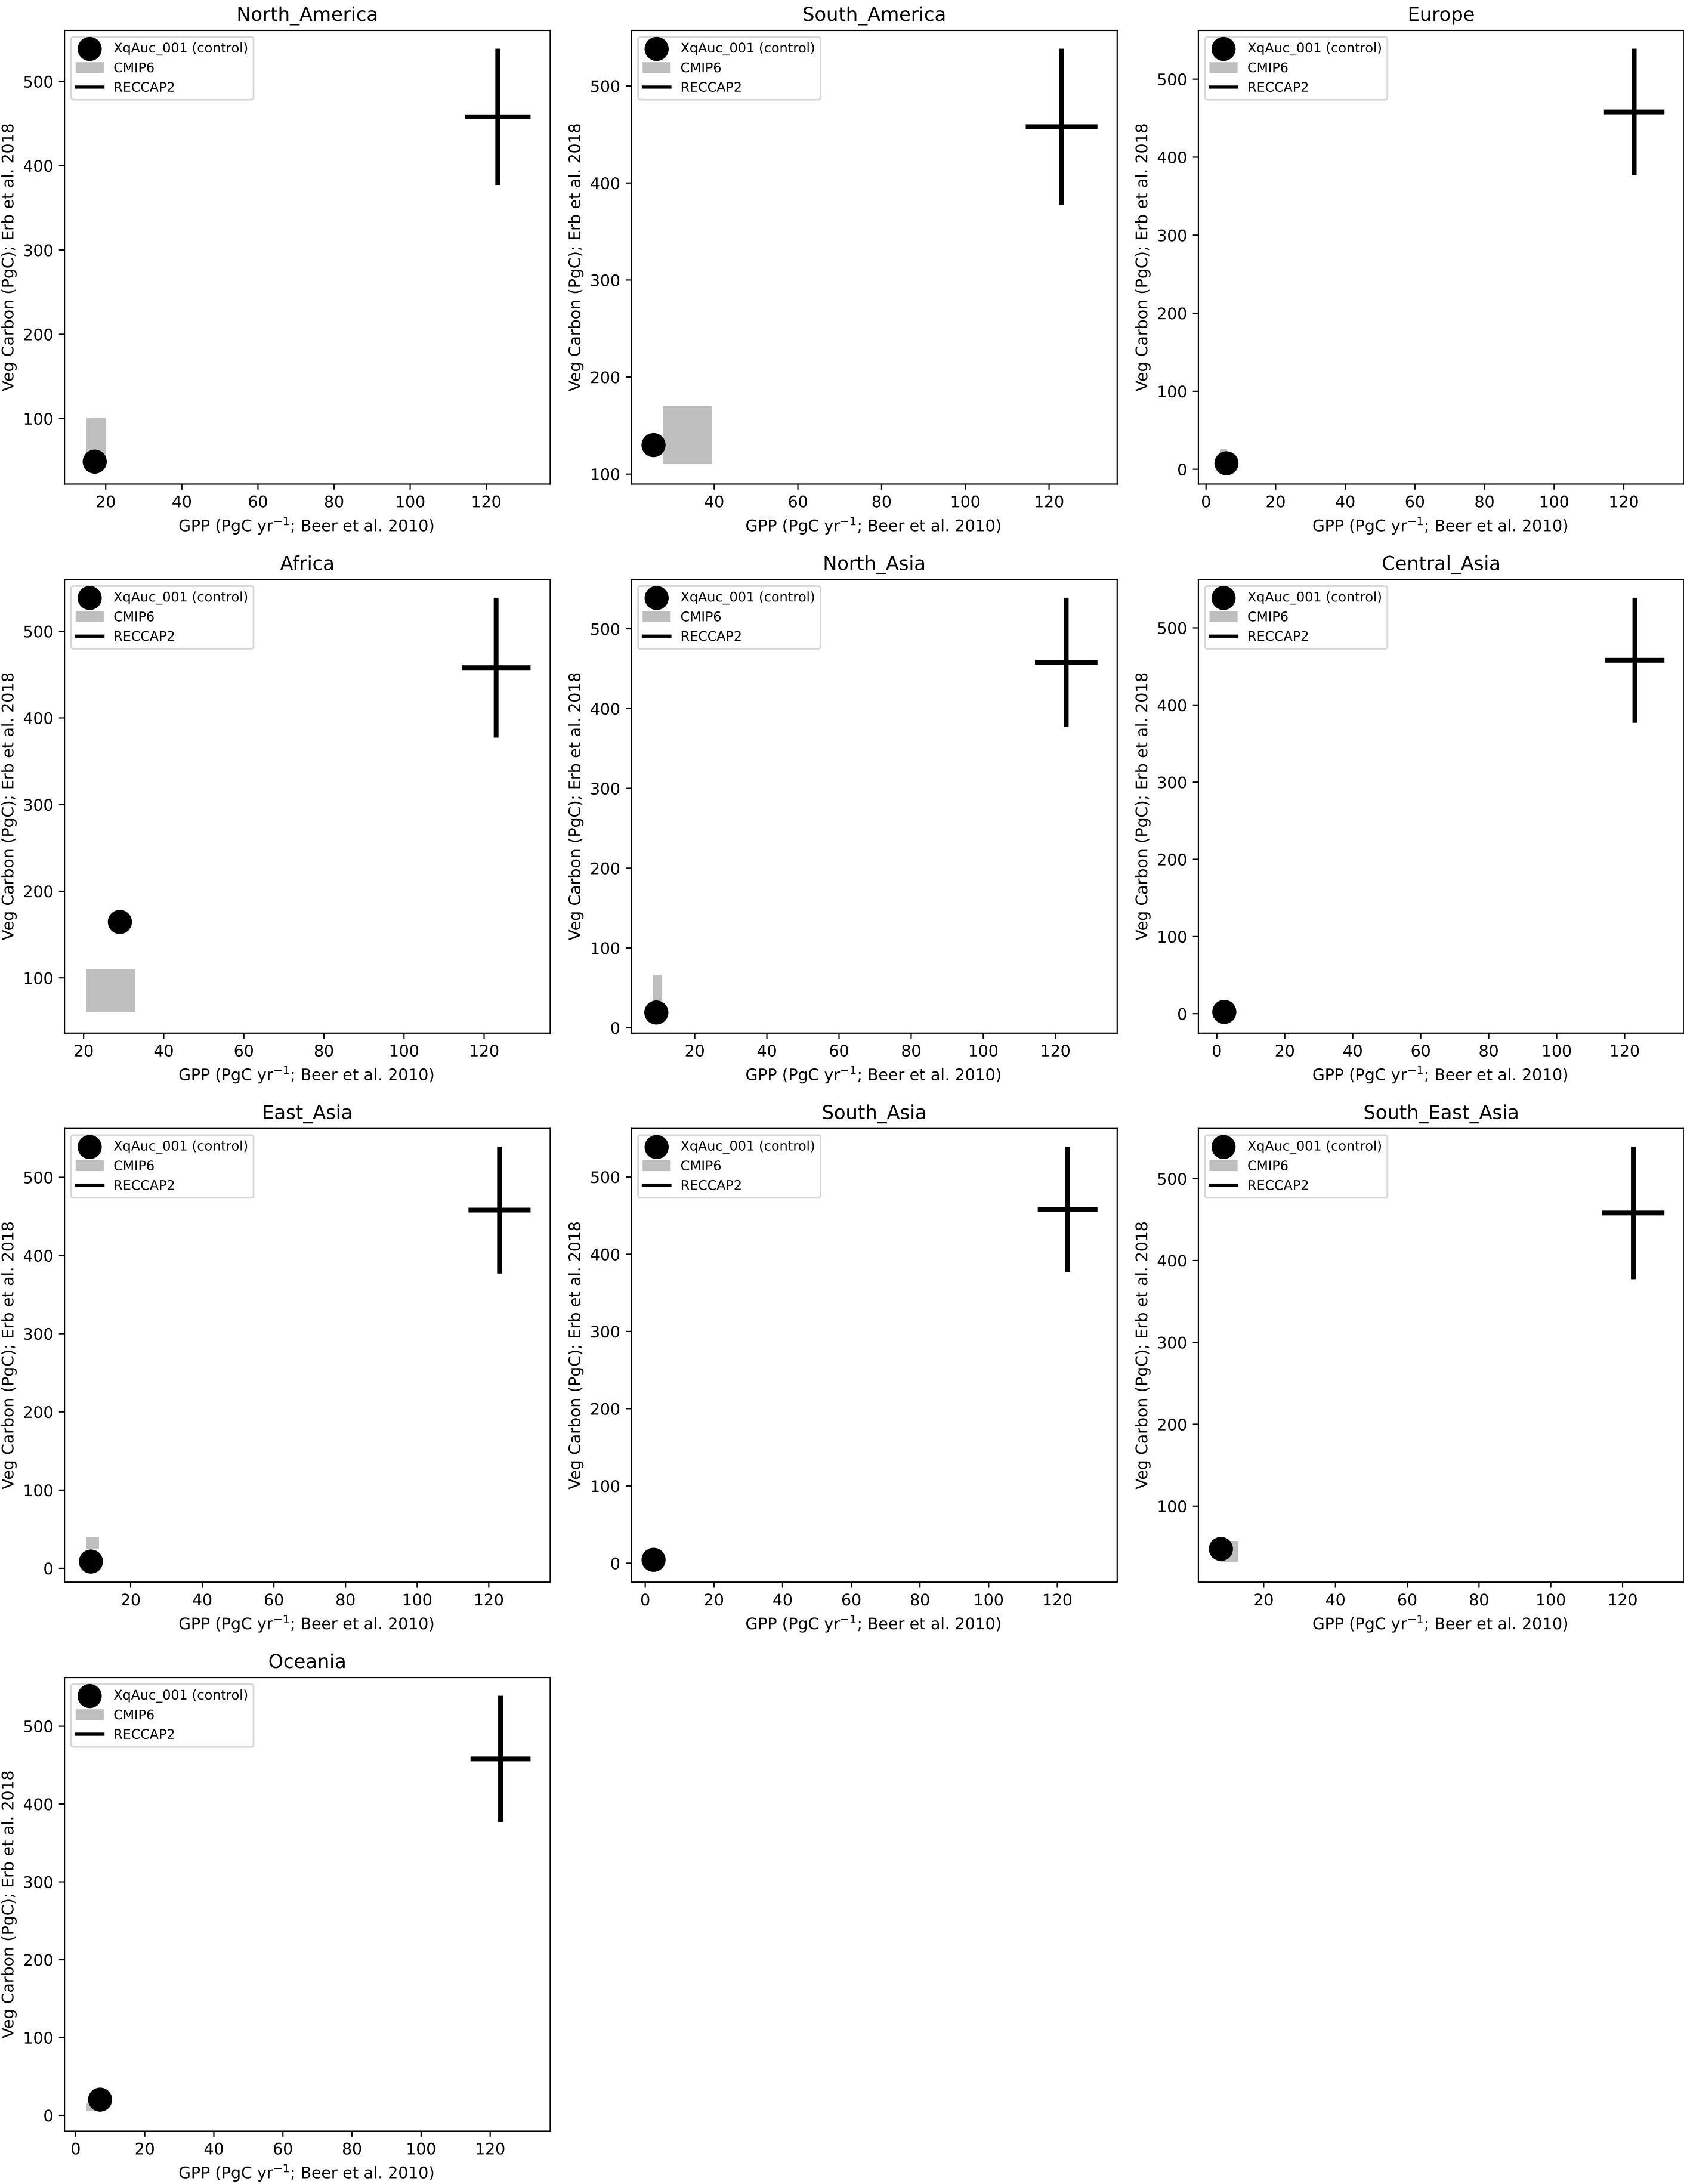 North_America
XqAuc_001 (control)
CMIP6
RECCAP2
Veg Carbon (PgC); Erb et al. 2018
500
400
300
200
100
20 40 60 80 100 120
GPP (PgC yr⁻¹; Beer et al. 2010)
South_America
XqAuc_001 (control)
CMIP6
RECCAP2
Veg Carbon (PgC); Erb et al. 2018
500
400
300
200
100
40 60 80 100 120
GPP (PgC yr⁻¹; Beer et al. 2010)
Europe
XqAuc_001 (control)
CMIP6
RECCAP2
Veg Carbon (PgC); Erb et al. 2018
500
400
300
200
100
0
0 20 40 60 80 100 120
GPP (PgC yr⁻¹; Beer et al. 2010)
Africa
XqAuc_001 (control)
CMIP6
RECCAP2
Veg Carbon (PgC); Erb et al. 2018
500
400
300
200
100
20 40 60 80 100 120
GPP (PgC yr⁻¹; Beer et al. 2010)
North_Asia
XqAuc_001 (control)
CMIP6
RECCAP2
Veg Carbon (PgC); Erb et al. 2018
500
400
300
200
100
0
20 40 60 80 100 120
GPP (PgC yr⁻¹; Beer et al. 2010)
Central_Asia
XqAuc_001 (control)
CMIP6
RECCAP2
Veg Carbon (PgC); Erb et al. 2018
500
400
300
200
100
0
0 20 40 60 80 100 120
GPP (PgC yr⁻¹; Beer et al. 2010)
East_Asia
XqAuc_001 (control)
CMIP6
RECCAP2
Veg Carbon (PgC); Erb et al. 2018
500
400
300
200
100
0
20 40 60 80 100 120
GPP (PgC yr⁻¹; Beer et al. 2010)
South_Asia
XqAuc_001 (control)
CMIP6
RECCAP2
Veg Carbon (PgC); Erb et al. 2018
500
400
300
200
100
0
0 20 40 60 80 100 120
GPP (PgC yr⁻¹; Beer et al. 2010)
South_East_Asia
XqAuc_001 (control)
CMIP6
RECCAP2
Veg Carbon (PgC); Erb et al. 2018
500
400
300
200
100
20 40 60 80 100 120
GPP (PgC yr⁻¹; Beer et al. 2010)
Oceania
XqAuc_001 (control)
CMIP6
RECCAP2
Veg Carbon (PgC); Erb et al. 2018
500
400
300
200
100
0
0 20 40 60 80 100 120
GPP (PgC yr⁻¹; Beer et al. 2010)